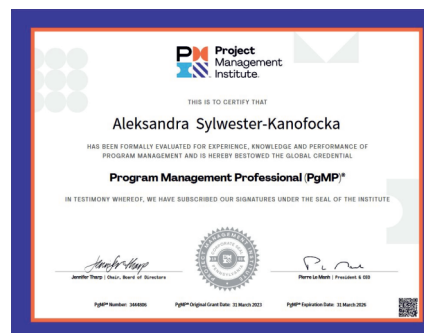 Project
Management
Institute.
THIS IS TO CERTIFY THAT
Aleksandra Sylwester-Kanofocka
HAS BEEN FORMALLY EVALUATED FOR EXPERIENCE, KNOWLEDGE AND PERFORMANCE OF
PROGRAM MANAGEMENT AND IS HEREBY BESTOWED THE GLOBAL CREDENTIAL
Program Management Professional (PgMP)®
IN TESTIMONY WHEREOF, WE HAVE SUBSCRIBED OUR SIGNATURES UNDER THE SEAL OF THE INSTITUTE
Jennifer Tharp | Chair, Board of Directors
Pierre Le Manh | President & CEO
PgMP® Number:
PgMP® Original Grant Date: 31 March 2023
PgMP® Expiration Date: 31 March 2026